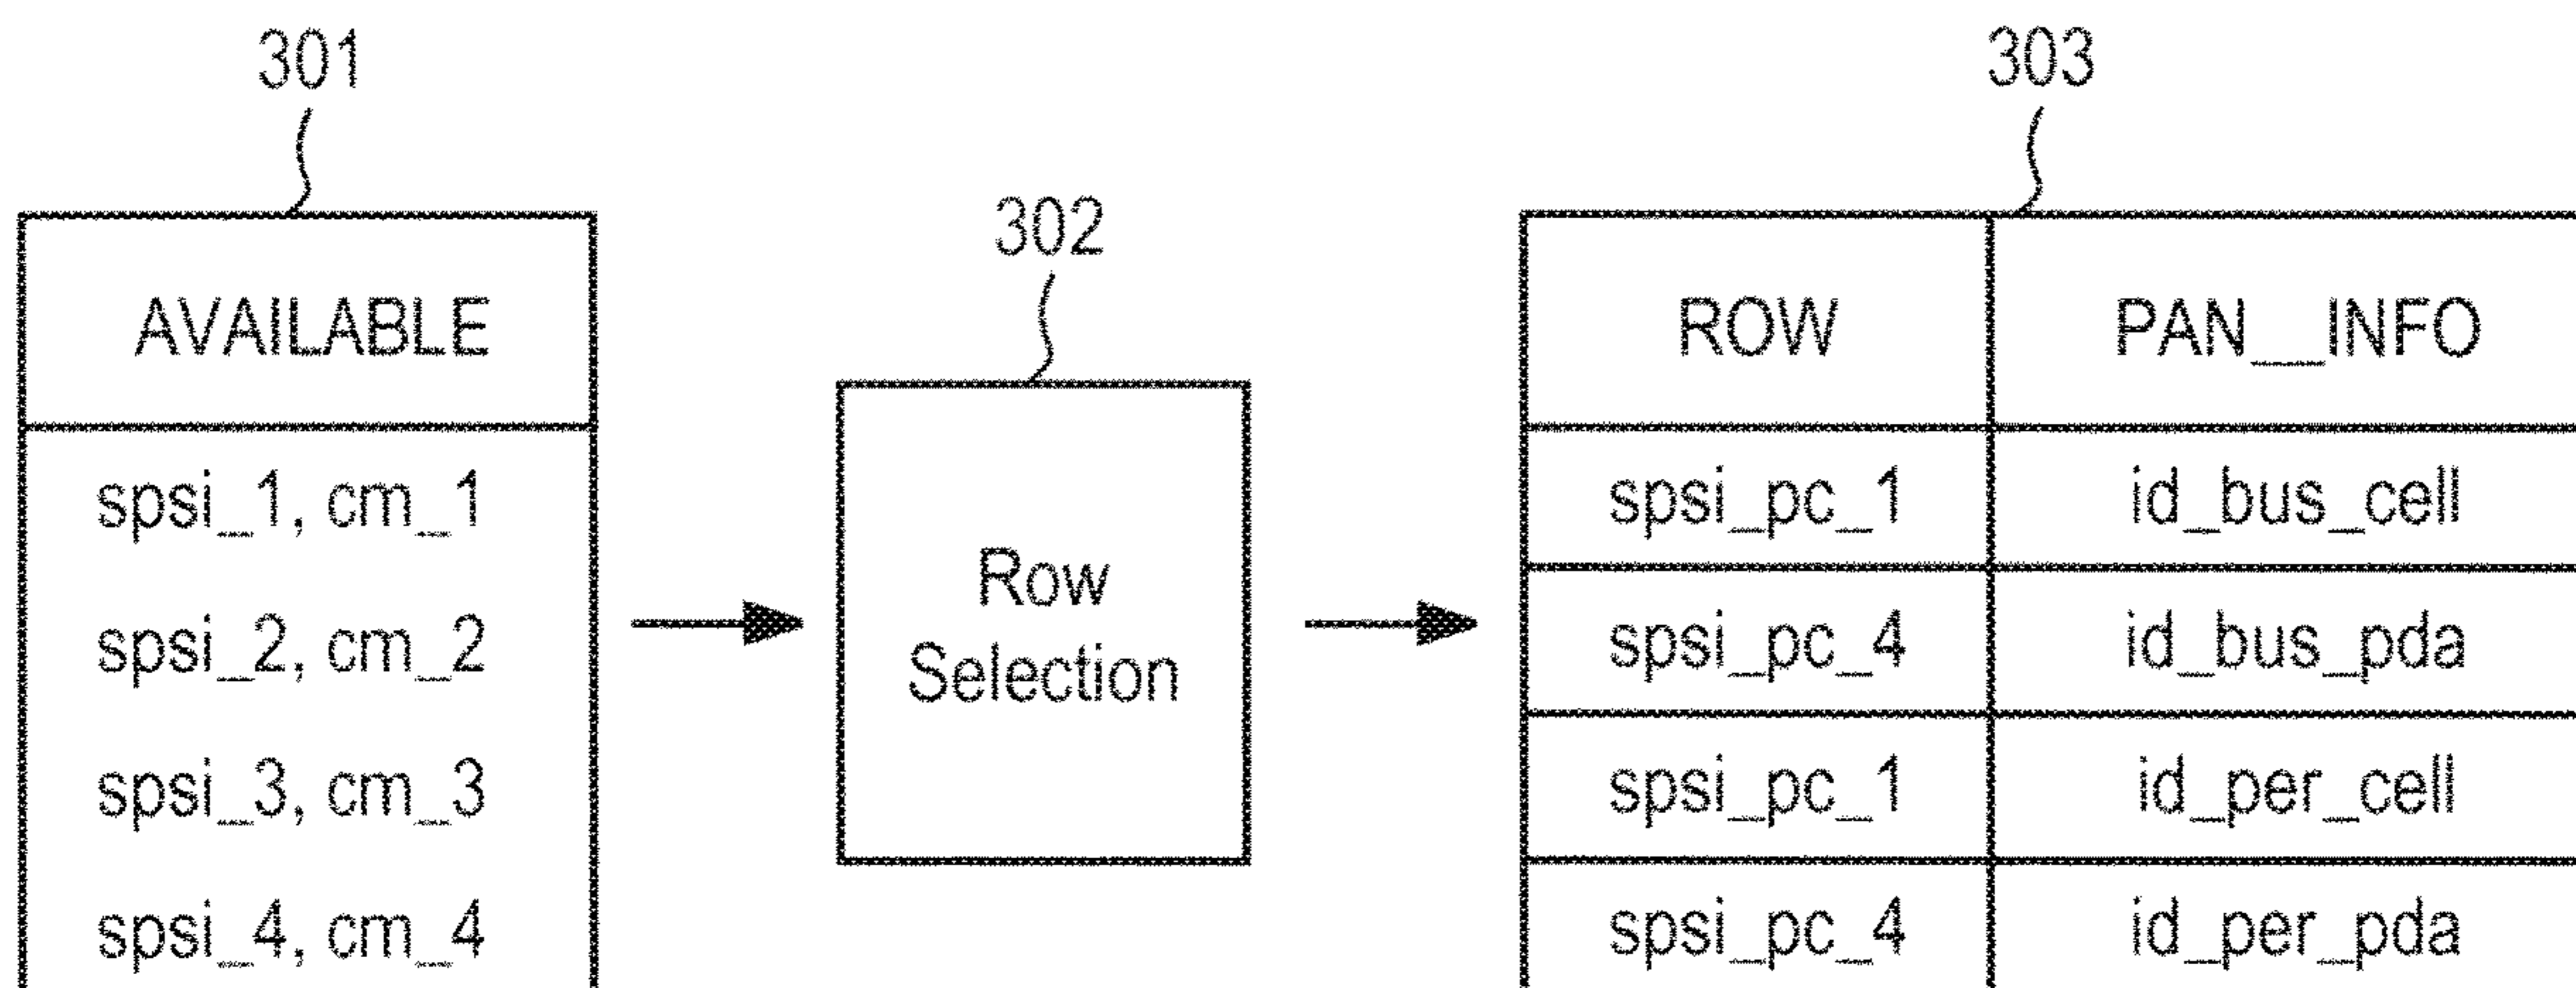 301
303
302
AVAILABLE
ROW PAN__INFO
spsi_1, cm_1
spsi_pc_1 id_bus_cell
Row
Selection
spsi_2, cm_2
spsi_pc_4 id_bus_pda
spsi_3, cm_3
spsi_pc_1 id_per_cell
spsi_4, cm_4
spsi_pc_4 id_per_pda